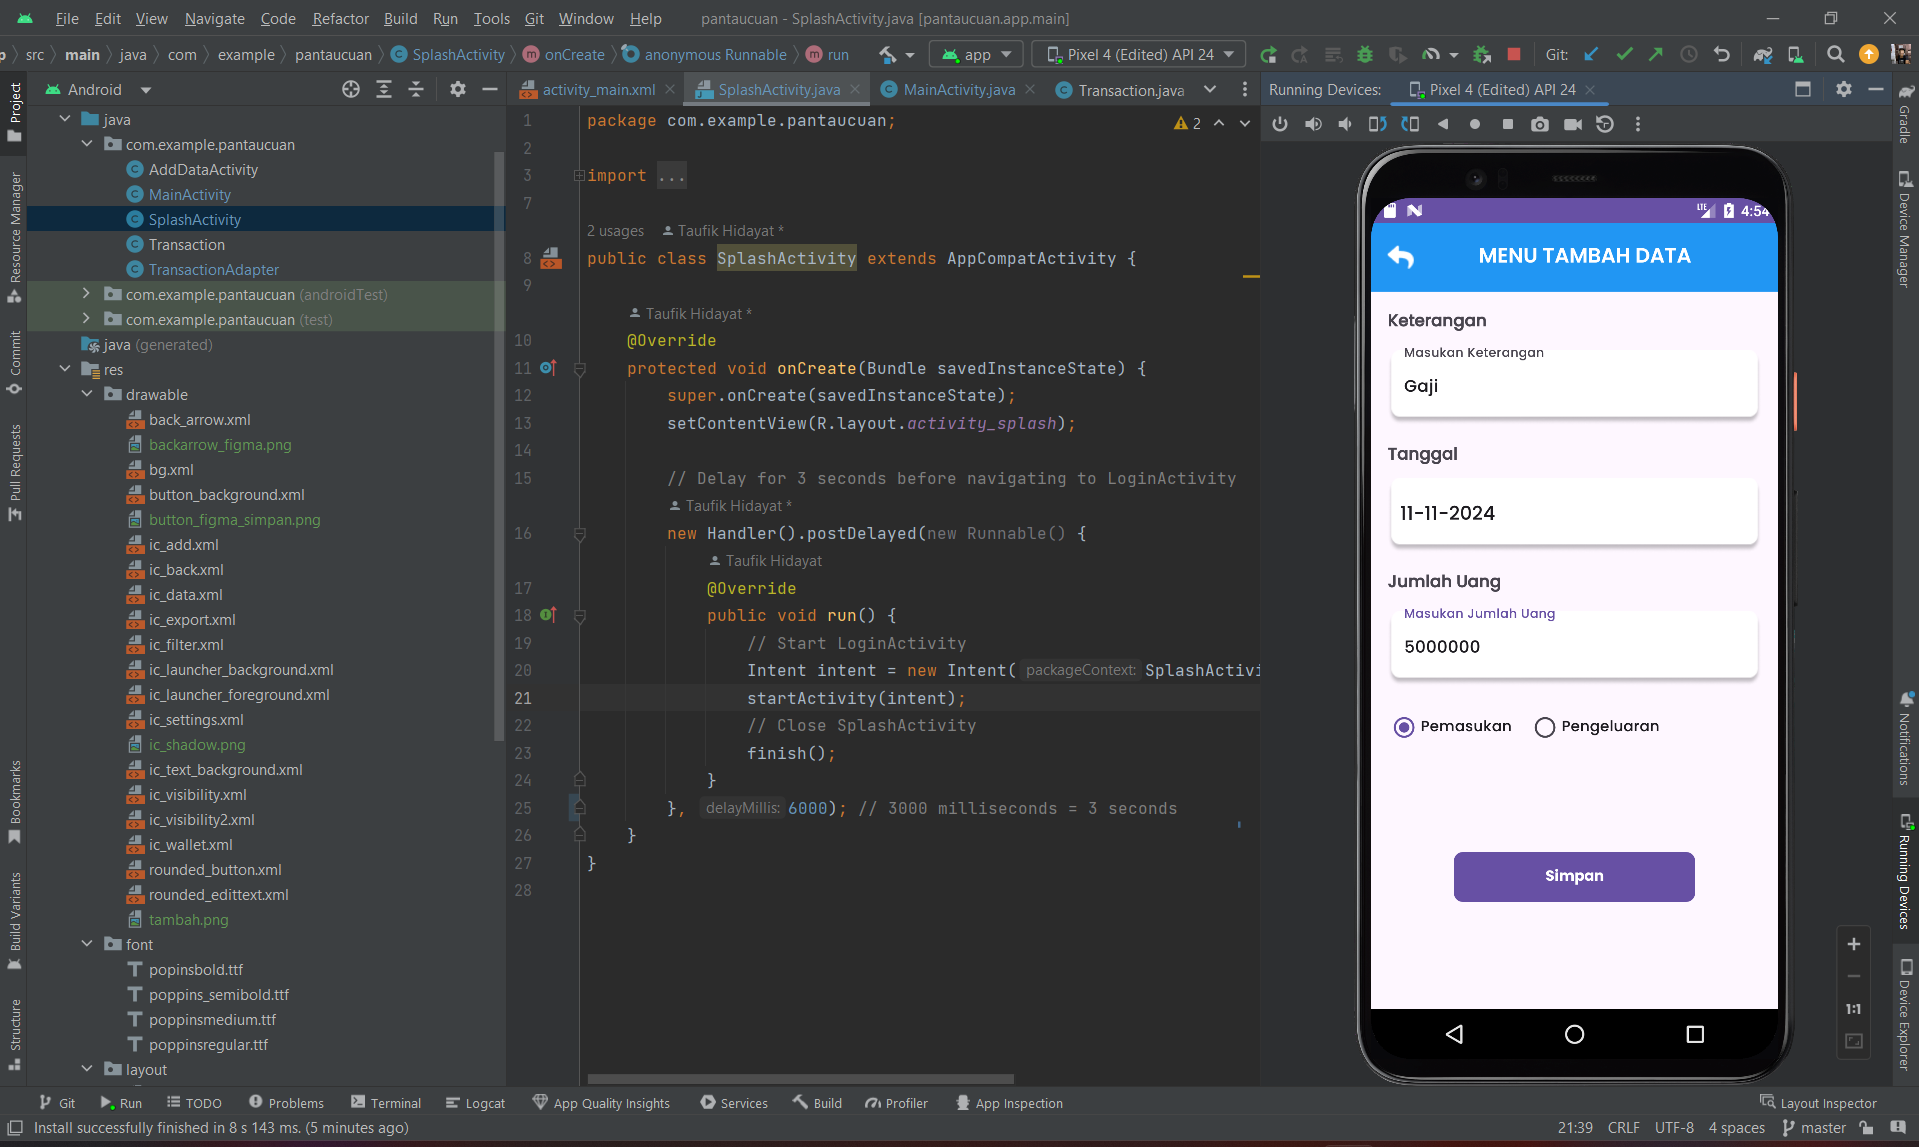 File Edit View Navigate Code Refactor Build Run Tools Git Window Help pantaucuan - SplashActivity.java [pantaucuan.app.main]
src main java com example pantaucuan SplashActivity onCreate anonymous Runnable run app Pixel 4 (Edited) API 24 Git:
Android
activity_main.xml SplashActivity.java MainActivity.java Transaction.java
Running Devices: Pixel 4 (Edited) API 24
Project
Resource Manager
Commit
Pull Requests
Bookmarks
Build Variants
Structure
java
com.example.pantaucuan
AddDataActivity
MainActivity
SplashActivity
Transaction
TransactionAdapter
com.example.pantaucuan (androidTest)
com.example.pantaucuan (test)
java (generated)
res
drawable
back_arrow.xml
backarrow_figma.png
bg.xml
button_background.xml
button_figma_simpan.png
ic_add.xml
ic_back.xml
ic_data.xml
ic_export.xml
ic_filter.xml
ic_launcher_background.xml
ic_launcher_foreground.xml
ic_settings.xml
ic_shadow.png
ic_text_background.xml
ic_visibility.xml
ic_visibility2.xml
ic_wallet.xml
rounded_button.xml
rounded_edittext.xml
tambah.png
font
popinsbold.ttf
poppins_semibold.ttf
poppinsmedium.ttf
poppinsregular.ttf
layout
1 package com.example.pantaucuan; 2
2
3 import ...
7
2 usages Taufik Hidayat *
8 public class SplashActivity extends AppCompatActivity {
9
Taufik Hidayat *
10 @Override
11 protected void onCreate(Bundle savedInstanceState) {
12 super.onCreate(savedInstanceState);
13 setContentView(R.layout.activity_splash);
14
15 // Delay for 3 seconds before navigating to LoginActivity
Taufik Hidayat *
16 new Handler().postDelayed(new Runnable() {
Taufik Hidayat
17 @Override
18 public void run() {
19 // Start LoginActivity
20 Intent intent = new Intent( packageContext: SplashActivi
21 startActivity(intent);
22 // Close SplashActivity
23 finish();
24 }
25 }, delayMillis: 6000); // 3000 milliseconds = 3 seconds
26 }
27 }
28
LTE 4:54
MENU TAMBAH DATA
Keterangan
Masukan Keterangan
Gaji
Tanggal
11-11-2024
Jumlah Uang
Masukan Jumlah Uang
5000000
Pemasukan Pengeluaran
Simpan
1:1
Gradle
Device Manager
Notifications
Running Devices
Device Explorer
Git Run TODO Problems Terminal Logcat App Quality Insights Services Build Profiler App Inspection Layout Inspector
Install successfully finished in 8 s 143 ms. (5 minutes ago) 21:39 CRLF UTF-8 4 spaces master